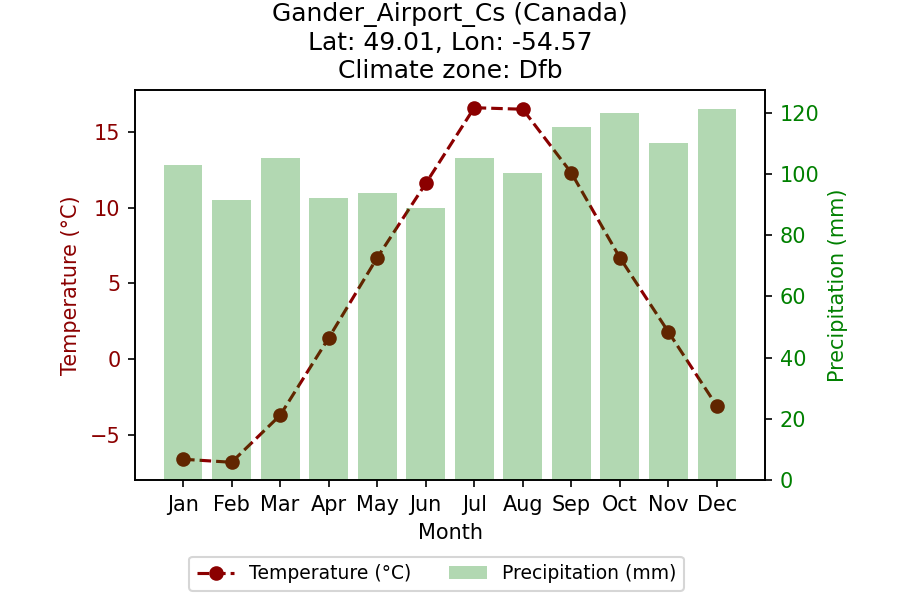 Gander_Airport_Cs (Canada)
Lat: 49.01, Lon: -54.57
Climate zone: Dfb
Temperature (°C)
15
10
5
0
−5
120
100
80
60
40
20
0
Precipitation (mm)
Jan Feb Mar Apr May Jun Jul Aug Sep Oct Nov Dec
Month
Temperature (°C) Precipitation (mm)